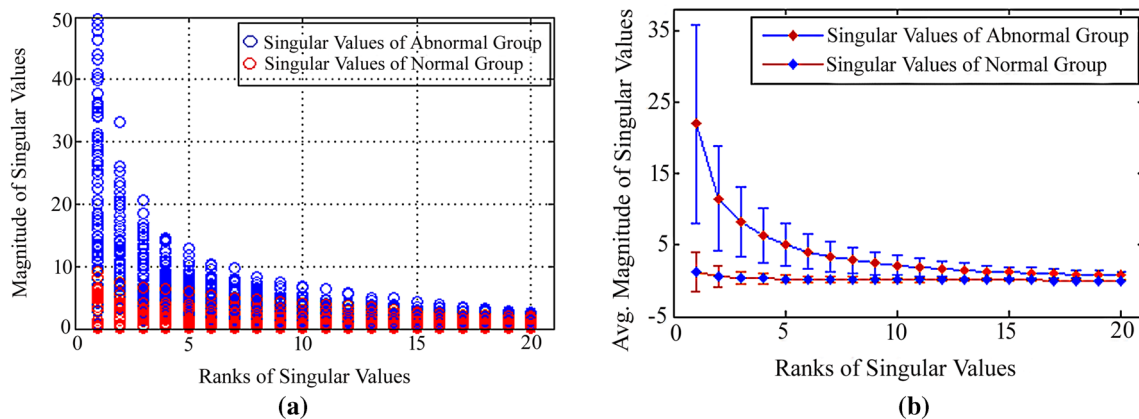 50
40
30
20
10
0
0
5
10
15
20
Magnitude of Singular Values
Ranks of Singular Values
Singular Values of Abnormal Group
Singular Values of Normal Group
(a)
35
25
15
5
-5
0
5
10
15
20
Avg. Magnitude of Singular Values
Ranks of Singular Values
Singular Values of Abnormal Group
Singular Values of Normal Group
(b)